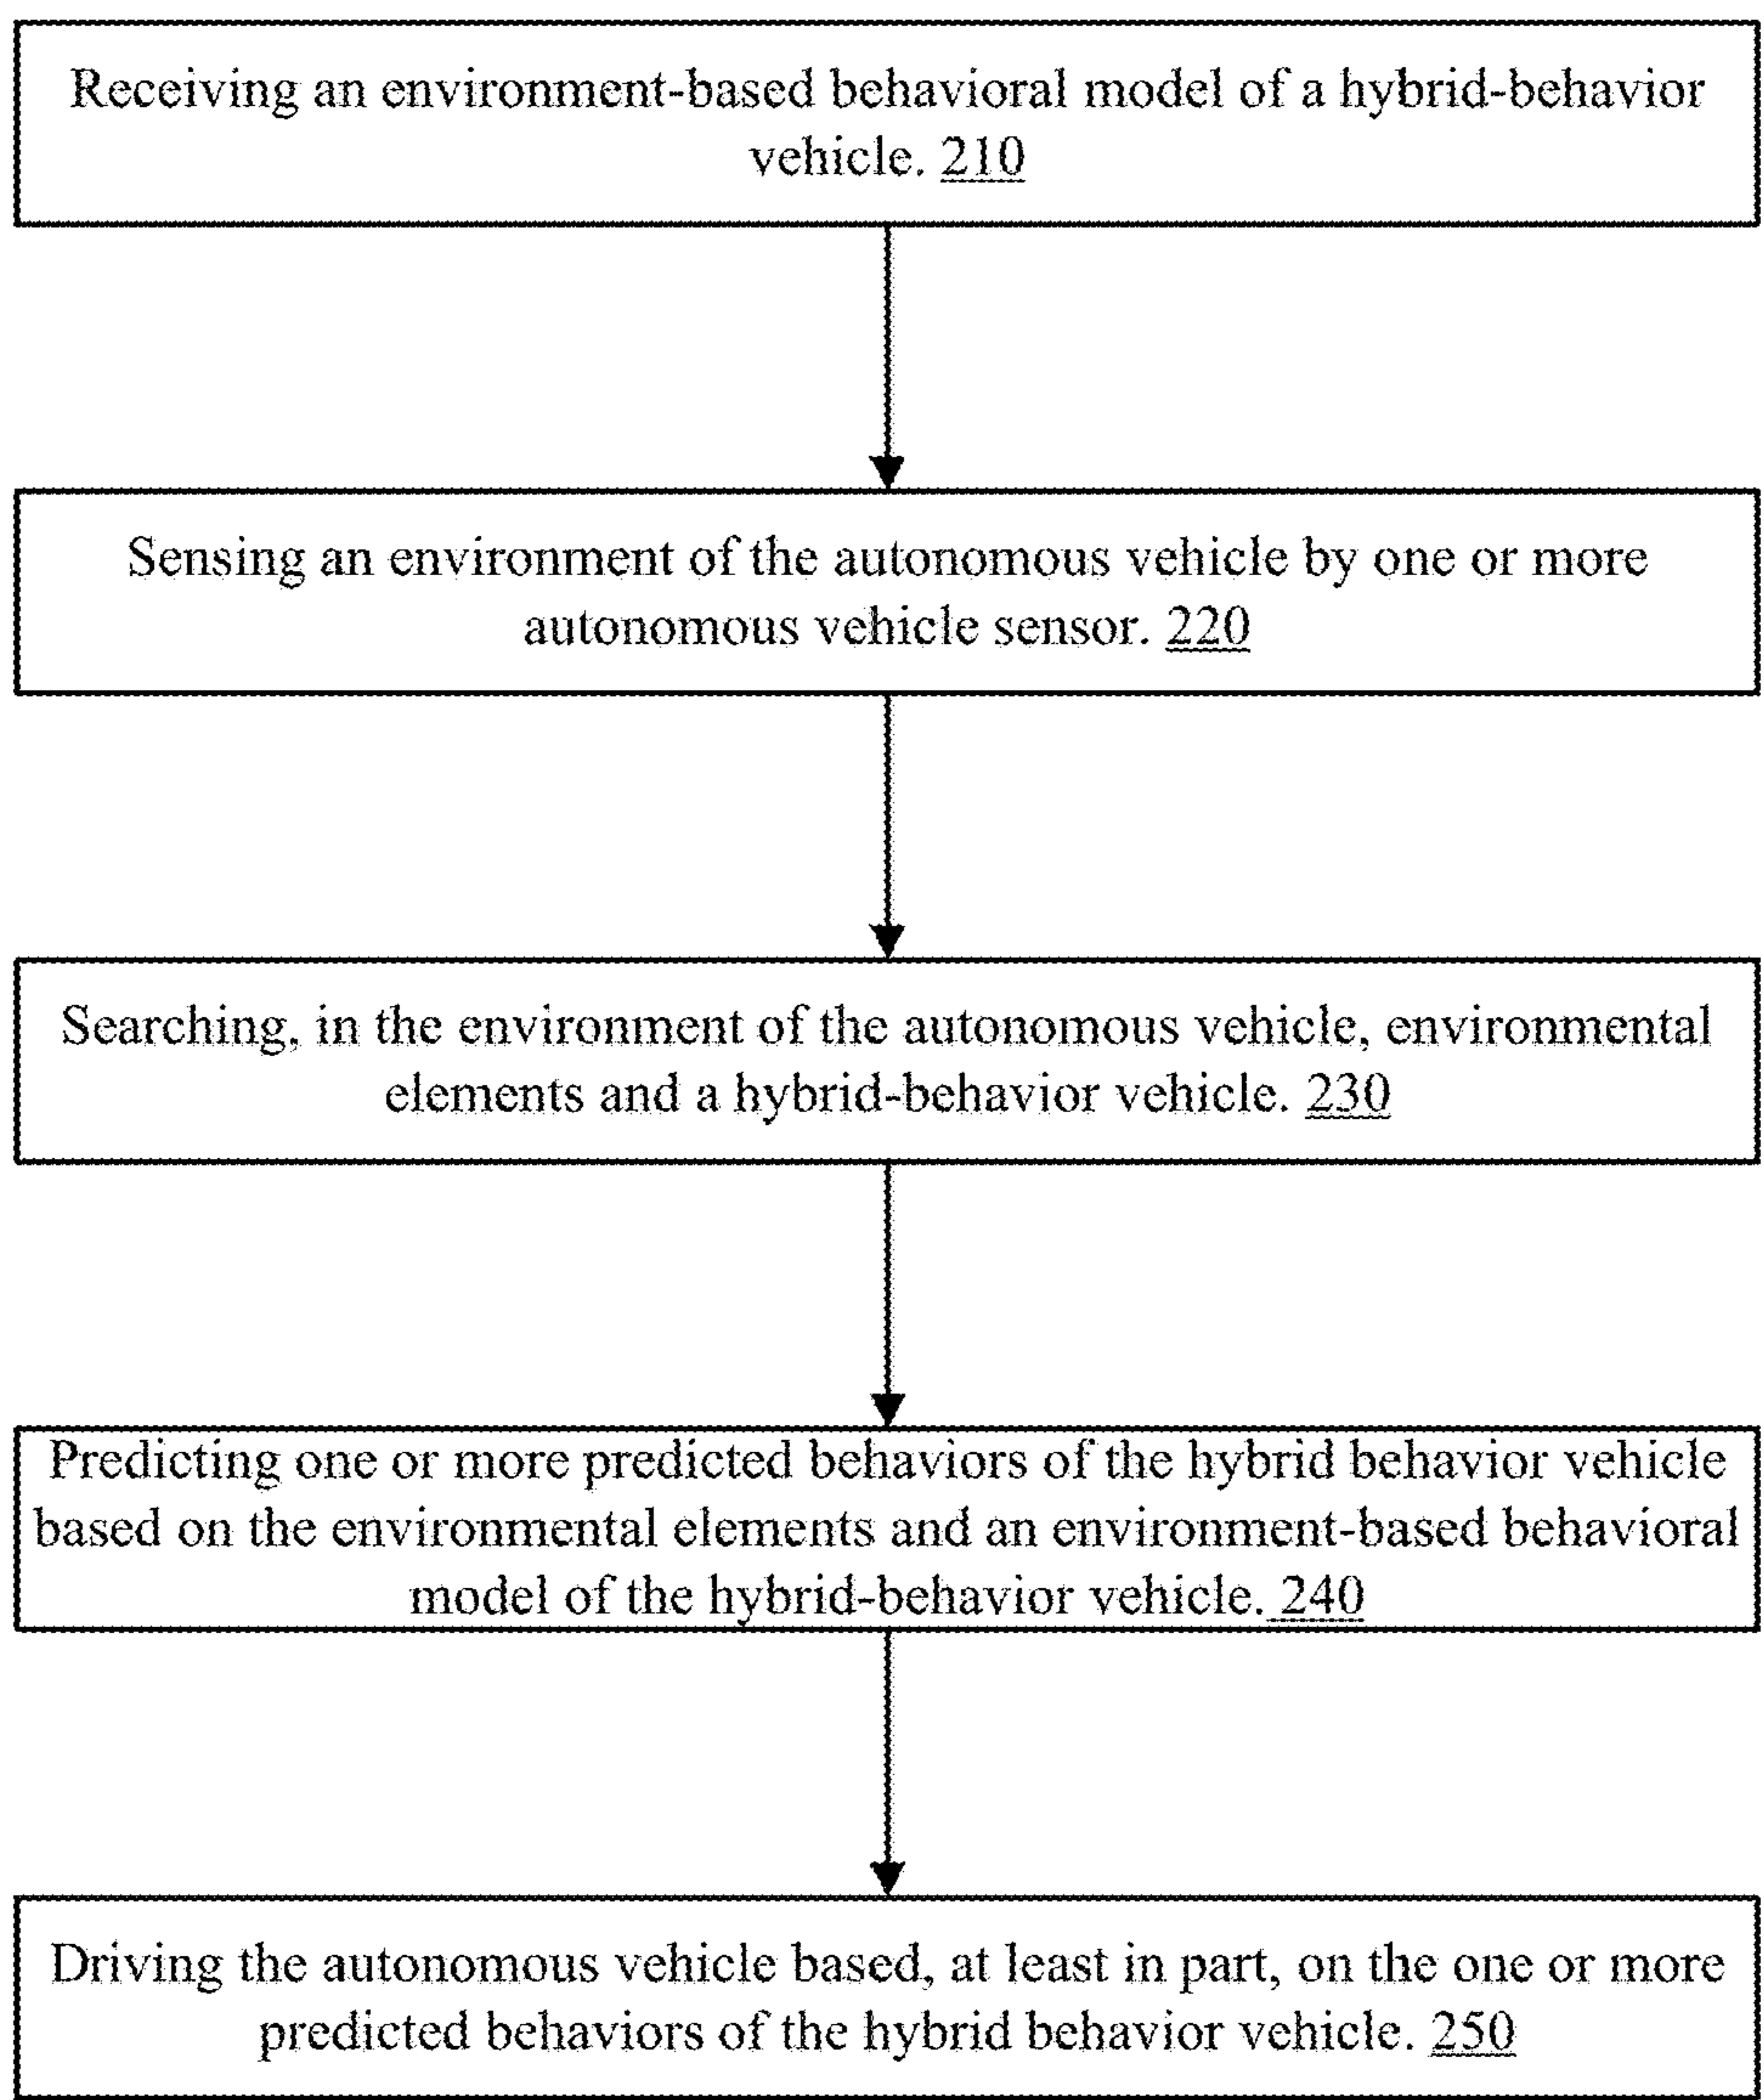 Receiving an environment-based behavioral model of a hybrid-behavior
vehicle. 210
Sensing an environment of the autonomous vehicle by one or more
autonomous vehicle sensor. 220
Searching, in the environment of the autonomous vehicle, environmental
elements and a hybrid-behavior vehicle. 230
Predicting one or more predicted behaviors of the hybrid behavior vehicle
based on the environmental elements and an environment-based behavioral
model of the hybrid-behavior vehicle. 240
Driving the autonomous vehicle based, at least in part, on the one or more
predicted behaviors of the hybrid behavior vehicle. 250